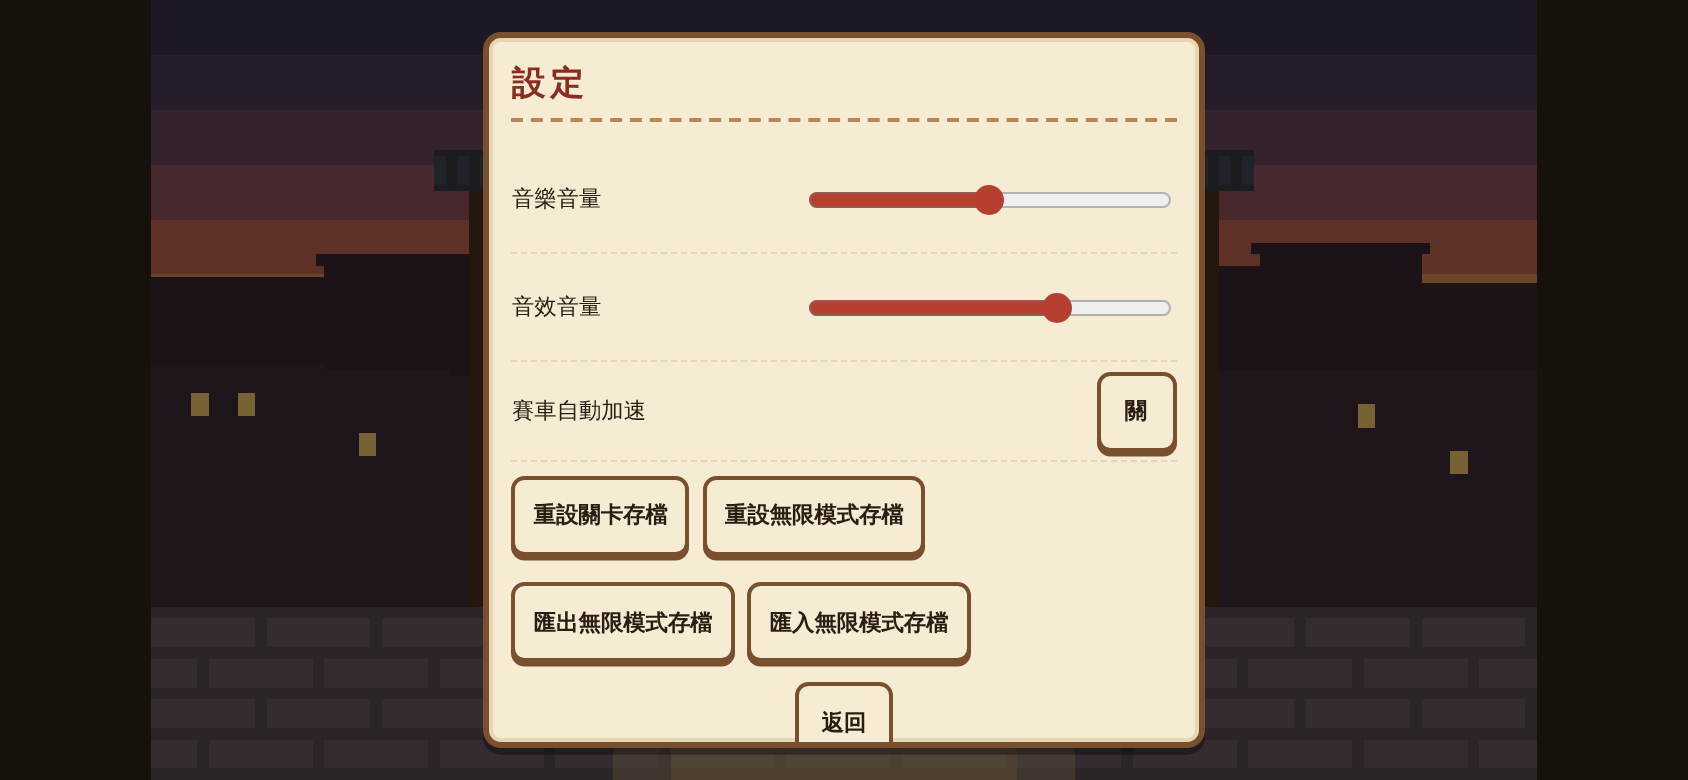 設定
音樂音量
音效音量
賽車自動加速 關
重設關卡存檔 重設無限模式存檔
匯出無限模式存檔 匯入無限模式存檔
返回